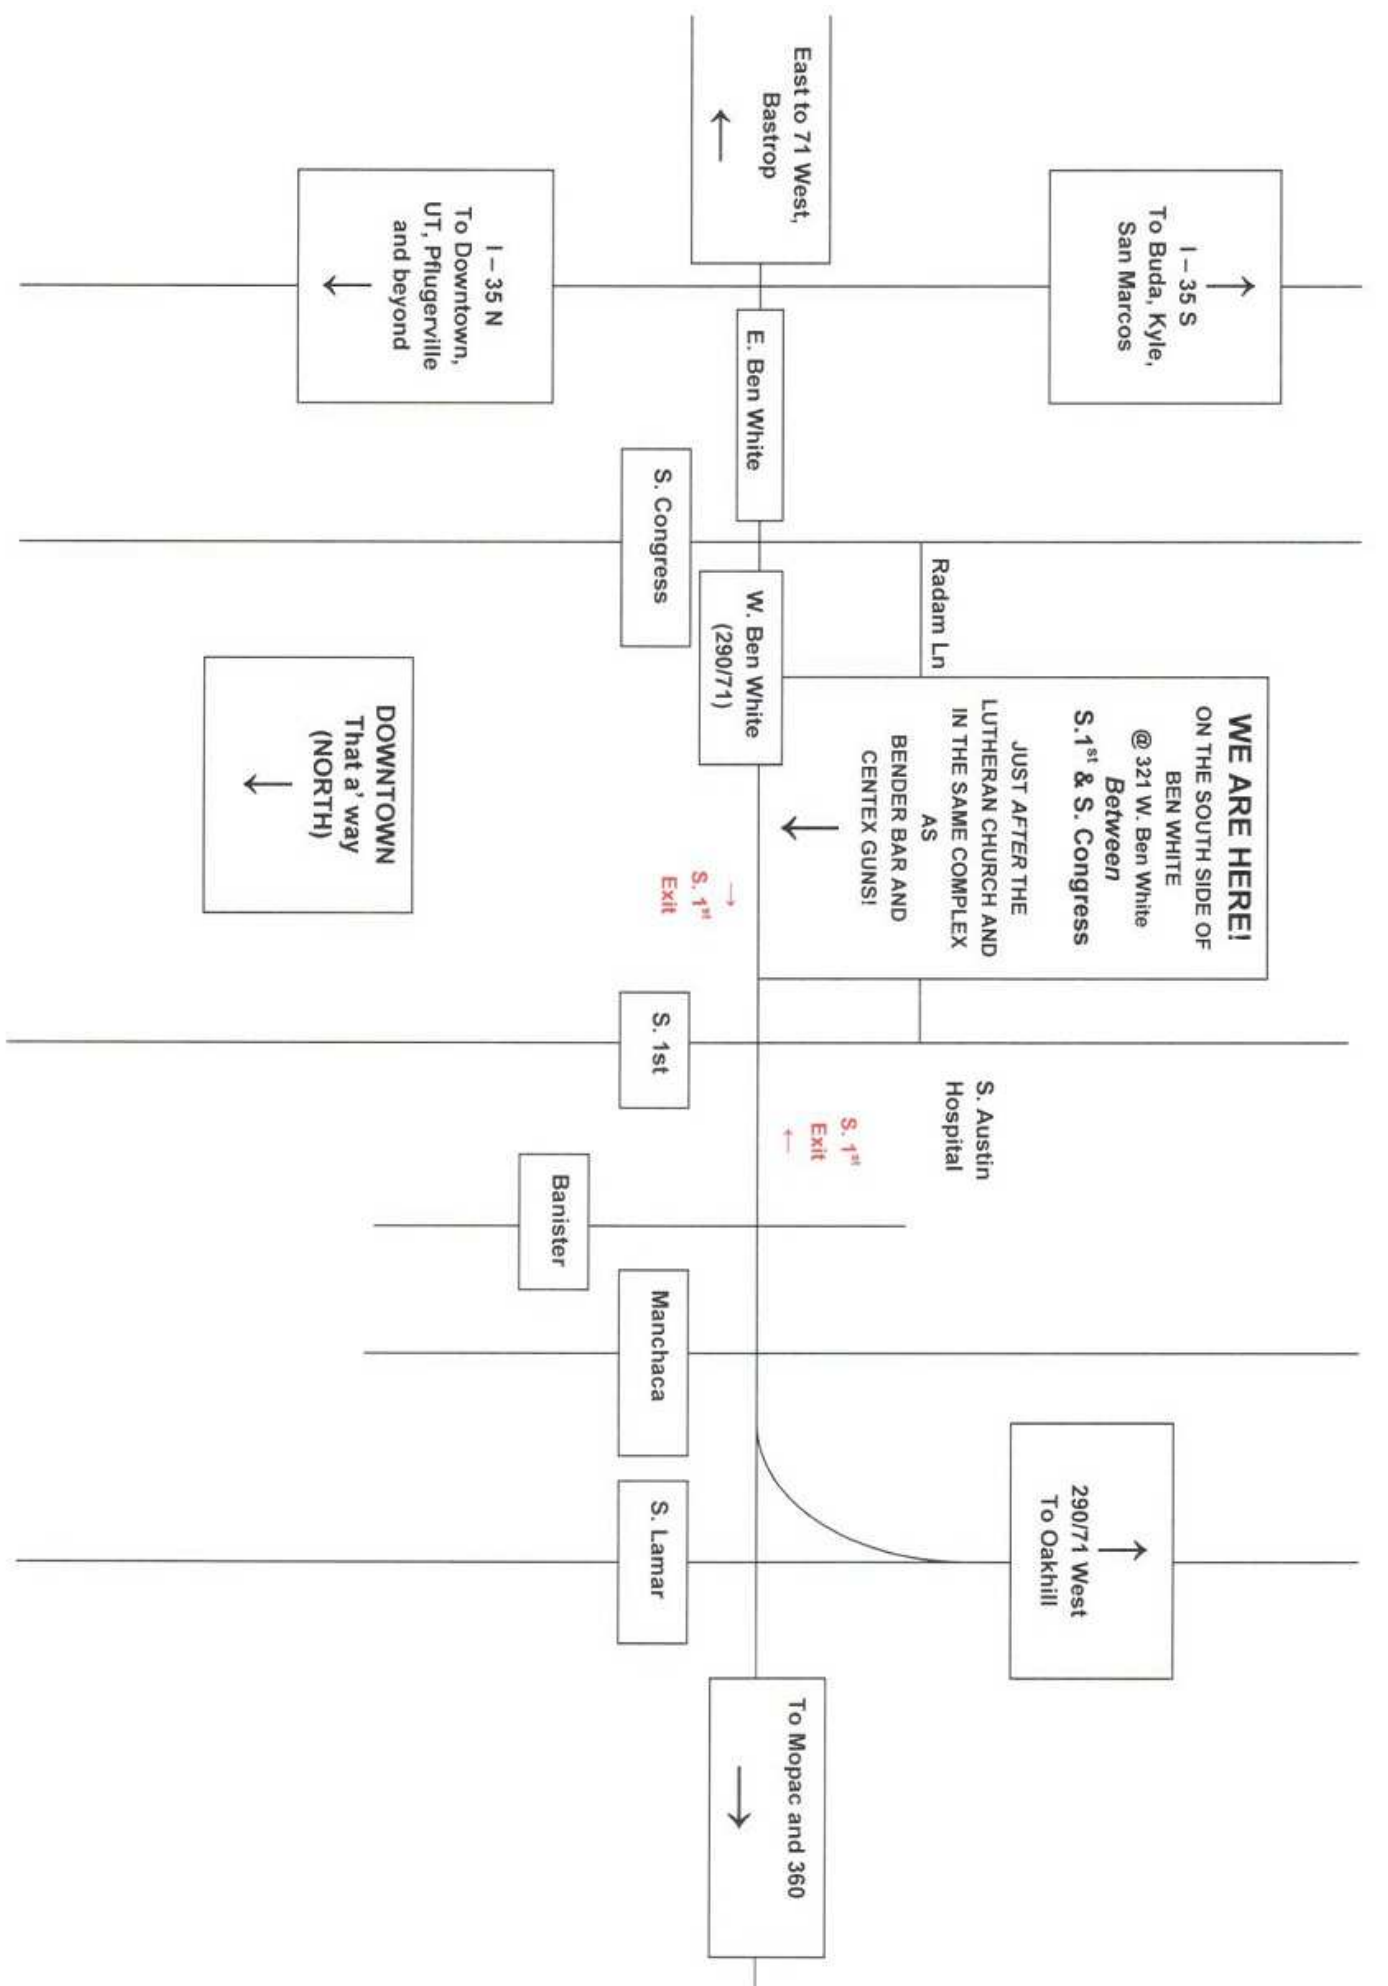 I – 35 S
To Buda, Kyle,
San Marcos
WE ARE HERE!
ON THE SOUTH SIDE OF
BEN WHITE
@ 321 W. Ben White
Between
S.1st & S. Congress
JUST AFTER THE
LUTHERAN CHURCH AND
IN THE SAME COMPLEX
AS
BENDER BAR AND
CENTEX GUNS!
290/71 West
To Oakhill
Radam Ln
S. Austin
Hospital
S. 1st
Exit
East to 71 West,
Bastrop
E. Ben White
W. Ben White
(290/71)
To Mopac and 360
S. 1st
Exit
S. Congress
S. 1st
Banister
Manchaca
S. Lamar
I – 35 N
To Downtown,
UT, Pflugerville
and beyond
DOWNTOWN
That a' way
(NORTH)